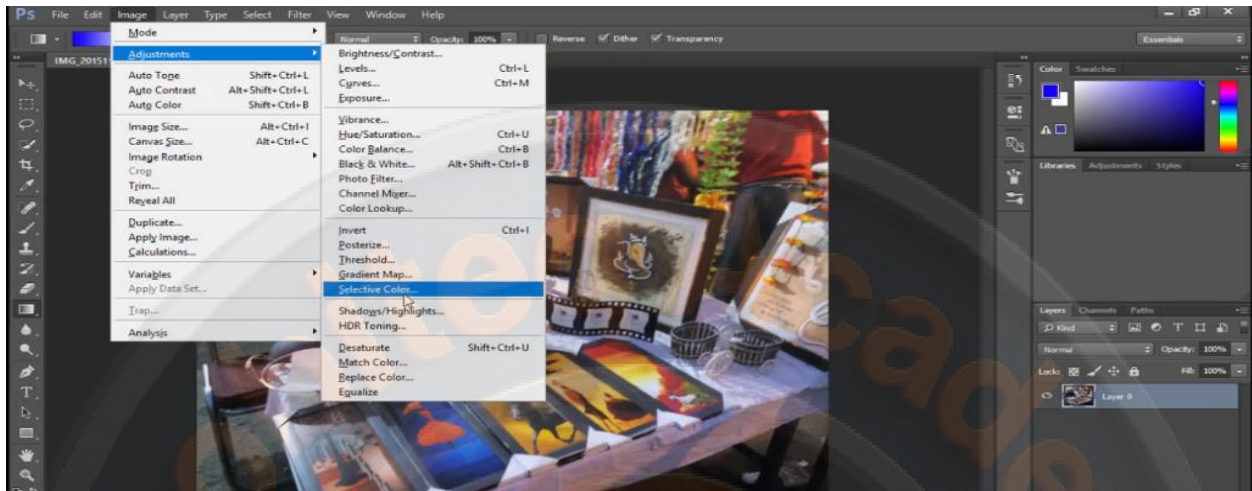 Ps File Edit Image Layer Type Select Filter View Window Help
Normal Opacity: 100% Reverse Dither Transparency Essentials
IMG_2015
Mode
Adjustments
Auto Tone Shift+Ctrl+L
Auto Contrast Alt+Shift+Ctrl+L
Auto Color Shift+Ctrl+B
Image Size... Alt+Ctrl+I
Canvas Size... Alt+Ctrl+C
Image Rotation
Crop
Trim...
Reveal All
Duplicate...
Apply Image...
Calculations...
Variables
Apply Data Set...
Trap...
Analysis
Brightness/Contrast...
Levels... Ctrl+L
Curves... Ctrl+M
Exposure...
Vibrance...
Hue/Saturation... Ctrl+U
Color Balance... Ctrl+B
Black & White... Alt+Shift+Ctrl+B
Photo Filter...
Channel Mixer...
Color Lookup...
Invert Ctrl+I
Posterize...
Threshold...
Gradient Map...
Selective Color...
Shadows/Highlights...
HDR Toning...
Desaturate Shift+Ctrl+U
Match Color...
Replace Color...
Equalize
Color Swatches
Libraries Adjustments Styles
Layers Channels Paths
Kind
Normal Opacity: 100%
Lock: Fill: 100%
Layer 0